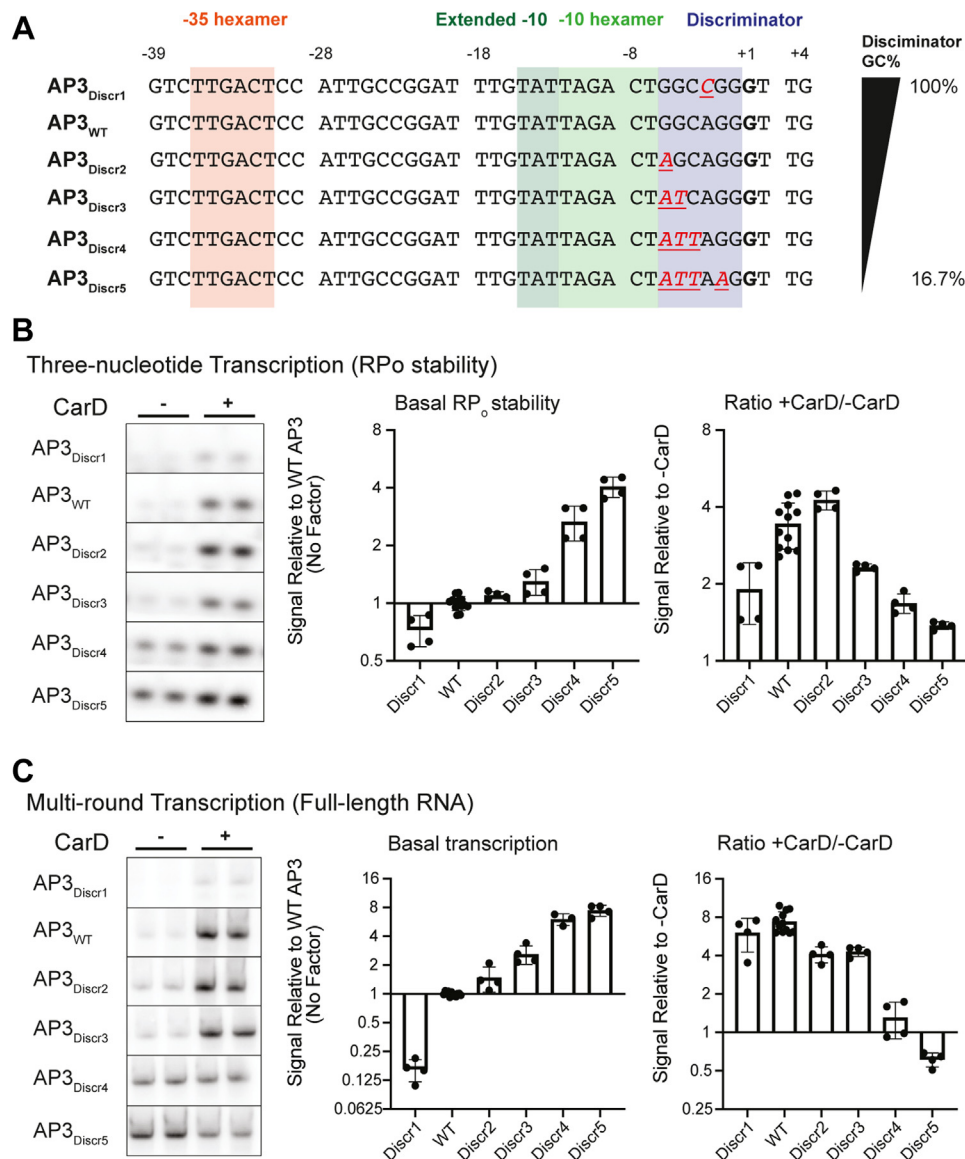 A
-35 hexamer Extended -10 -10 hexamer Discriminator
-39 -28 -18 -8 +1 +4
Disciminator
GC%
AP3Discr1 GTCTTGACTCC ATTGCCGGAT TTGTATTAGA CTGGCCGGGT TG 100%
AP3WT GTCTTGACTCC ATTGCCGGAT TTGTATTAGA CTGGCAGGGT TG
AP3Discr2 GTCTTGACTCC ATTGCCGGAT TTGTATTAGA CTAGCAGGGT TG
AP3Discr3 GTCTTGACTCC ATTGCCGGAT TTGTATTAGA CTATCAGGGT TG
AP3Discr4 GTCTTGACTCC ATTGCCGGAT TTGTATTAGA CTATTAGGGT TG
AP3Discr5 GTCTTGACTCC ATTGCCGGAT TTGTATTAGA CTATTAAGGT TG 16.7%
B
Three-nucleotide Transcription (RPo stability)
CarD - +
AP3Discr1
AP3WT
AP3Discr2
AP3Discr3
AP3Discr4
AP3Discr5
Basal RPo stability
Signal Relative to WT AP3
(No Factor)
8
4
2
1
0.5
Discr1 WT Discr2 Discr3 Discr4 Discr5
Ratio +CarD/-CarD
Signal Relative to -CarD
8
4
2
1
Discr1 WT Discr2 Discr3 Discr4 Discr5
C
Multi-round Transcription (Full-length RNA)
CarD - +
AP3Discr1
AP3WT
AP3Discr2
AP3Discr3
AP3Discr4
AP3Discr5
Basal transcription
Signal Relative to WT AP3
(No Factor)
16
8
4
2
1
0.5
0.25
0.125
0.0625
Discr1 WT Discr2 Discr3 Discr4 Discr5
Ratio +CarD/-CarD
Signal Relative to -CarD
16
8
4
2
1
0.5
0.25
Discr1 WT Discr2 Discr3 Discr4 Discr5